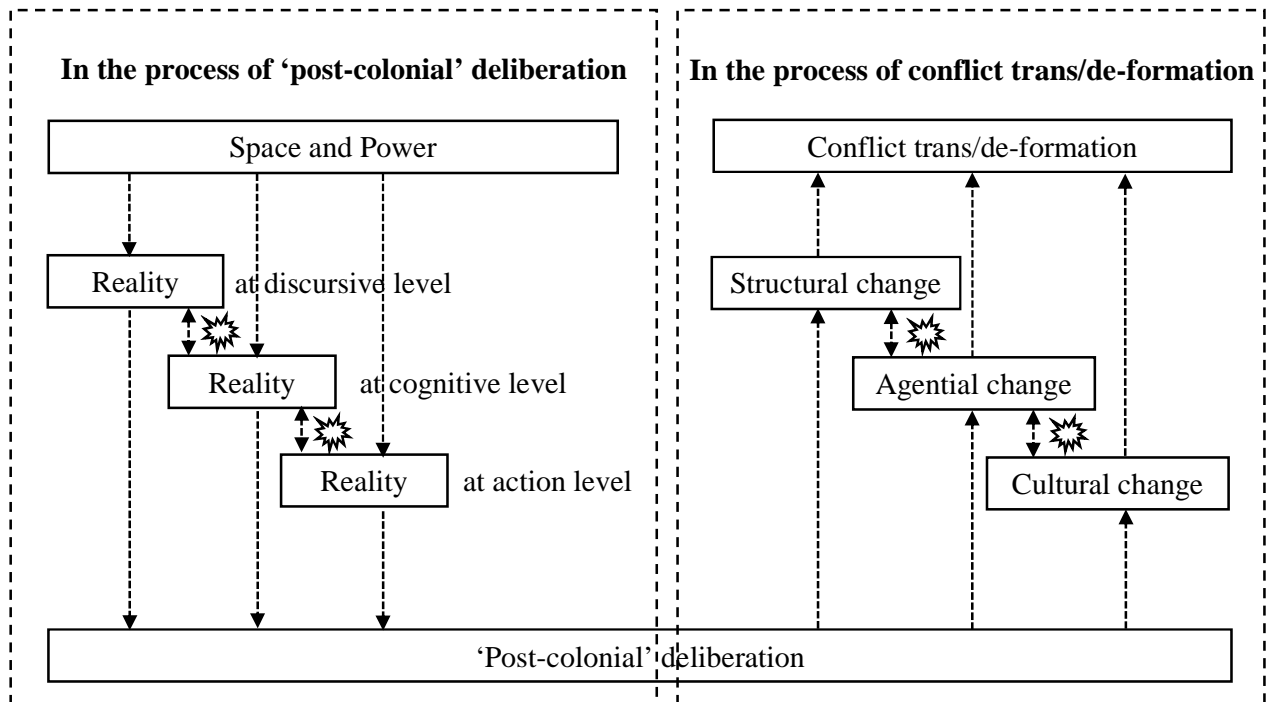 In the process of ‘post-colonial’ deliberation
Space and Power
Reality at discursive level
Reality at cognitive level
Reality at action level
In the process of conflict trans/de-formation
Conflict trans/de-formation
Structural change
Agential change
Cultural change
‘Post-colonial’ deliberation